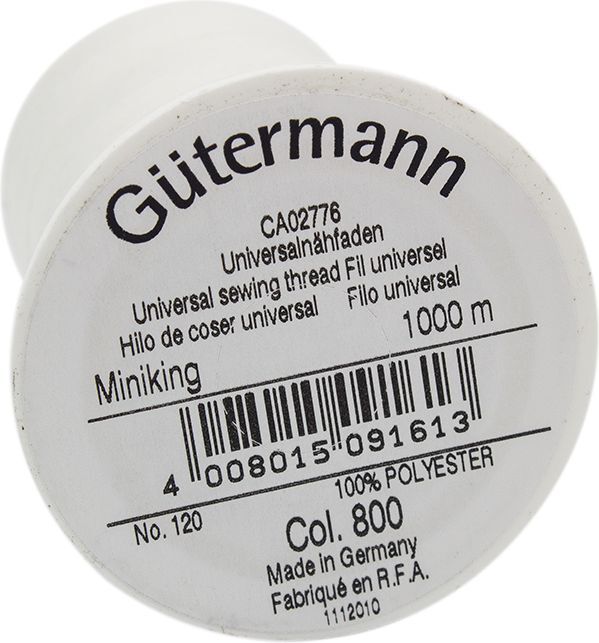 Gütermann
CA02776
Universalnähfaden
Universal sewing thread Fil universel
Hilo de coser universal Filo universal
Miniking 1000 m
4 008015 091613
No. 120 100% POLYESTER
Col. 800
Made in Germany
Fabriqué en R.F.A.
1112010